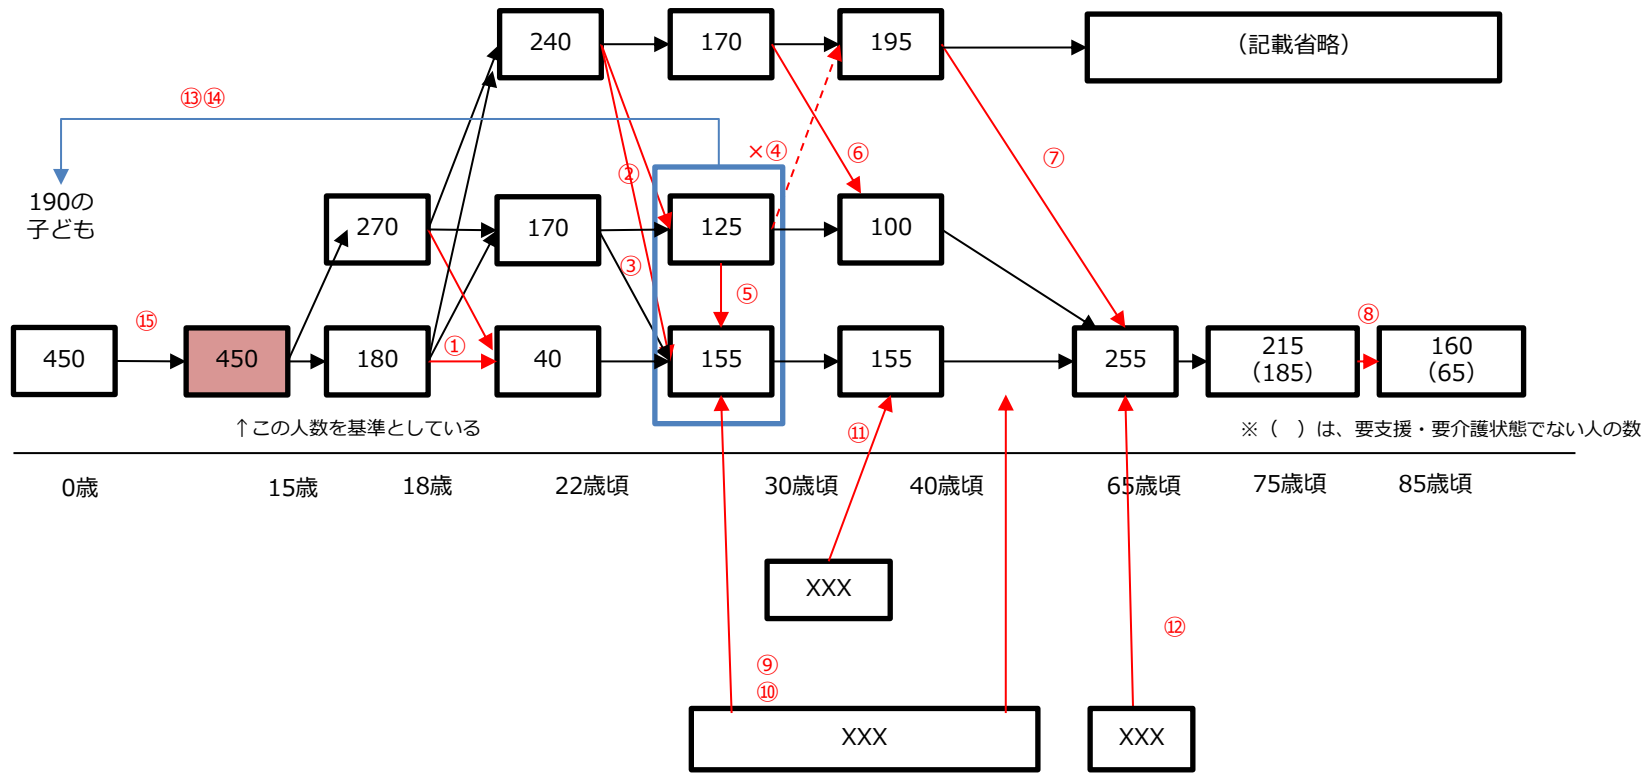 240
170
195
（記載省略）
⑬⑭
×④
⑥
⑦
②
190の
子ども
270
170
125
100
③
⑤
⑮
①
⑧
450
450
180
40
155
155
255
215
（185）
160
（65）
↑この人数を基準としている
⑪
※（　）は、要支援・要介護状態でない人の数
0歳
15歳
18歳
22歳頃
30歳頃
40歳頃
65歳頃
75歳頃
85歳頃
XXX
⑫
⑨
⑩
XXX
XXX